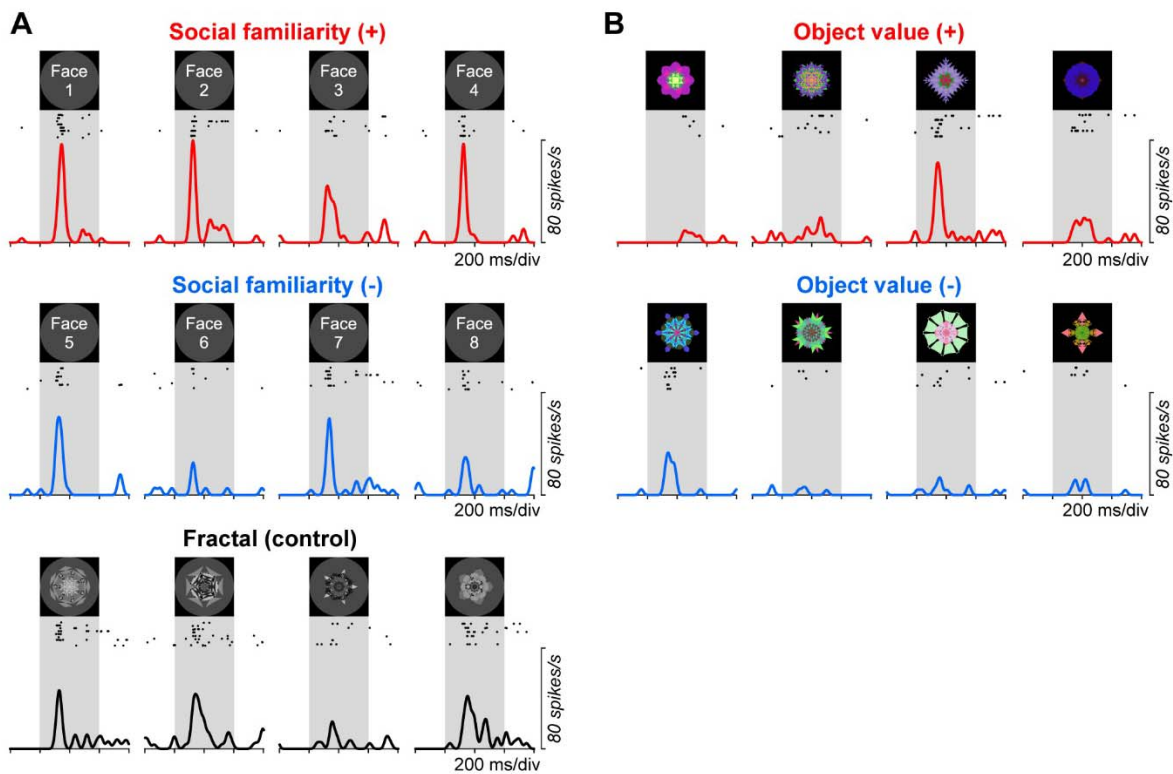 A
Social familiarity (+)
Face 1
Face 2
Face 3
Face 4
80 spikes/s
200 ms/div
Social familiarity (-)
Face 5
Face 6
Face 7
Face 8
80 spikes/s
200 ms/div
Fractal (control)
80 spikes/s
200 ms/div
B
Object value (+)
80 spikes/s
200 ms/div
Object value (-)
80 spikes/s
200 ms/div